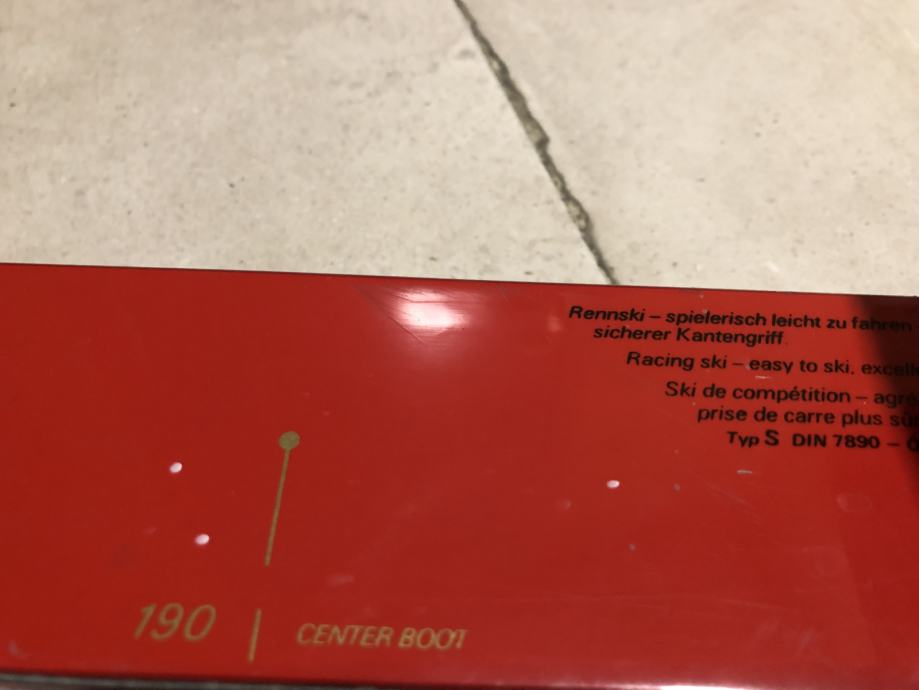 Rennski – spielerisch leicht zu fahren
sicherer Kantengriff
Racing ski – easy to ski,
Ski de compétition –
prise de carre plus
Typ S DIN 7890 –
190 | CENTER BOOT